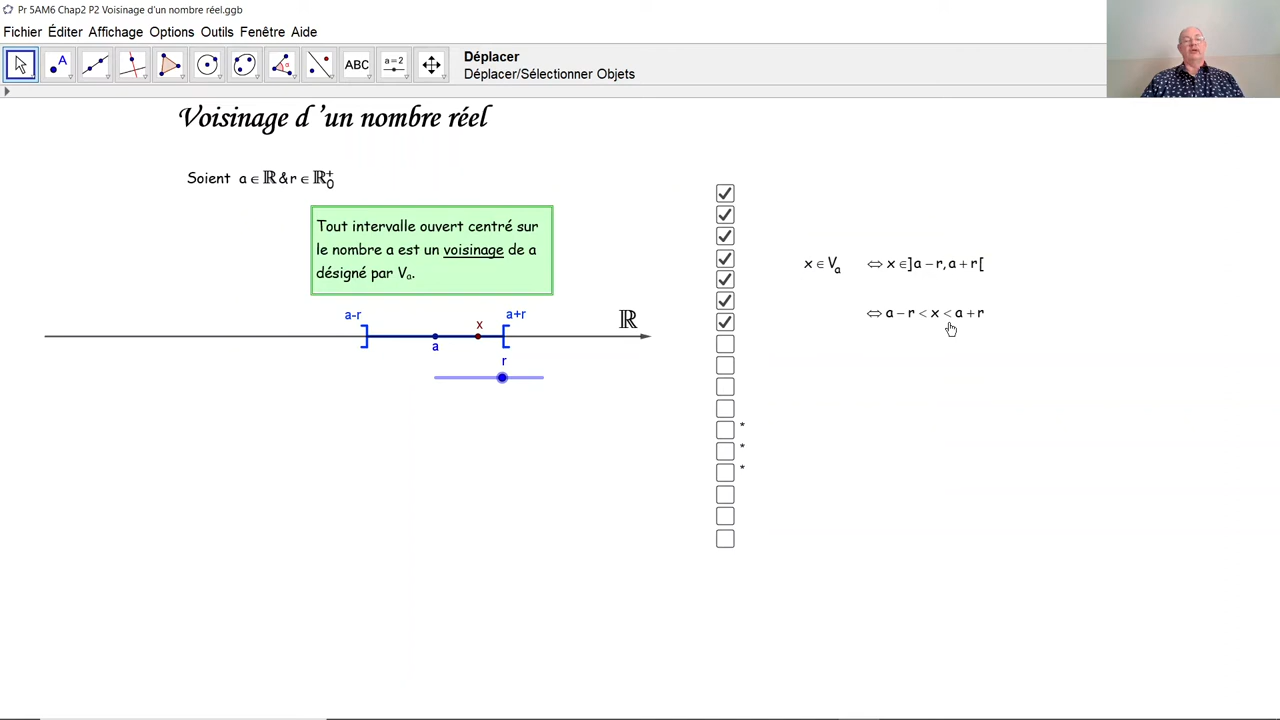 Pr 5AM6 Chap2 P2 Voisinage d'un nombre réel.ggb
Fichier Éditer Affichage Options Outils Fenêtre Aide
A
ABC
a=2
Déplacer
Déplacer/Sélectionner Objets
Voisinage d 'un nombre réel
Soient a ∈ ℝ & r ∈ ℝ₀⁺
Tout intervalle ouvert centré sur
le nombre a est un voisinage de a
désigné par Vₐ.
x ∈ Vₐ ⇔ x ∈ ]a − r, a + r[
⇔ a − r < x < a + r
a-r
x
a+r
ℝ
a
r
*
*
*